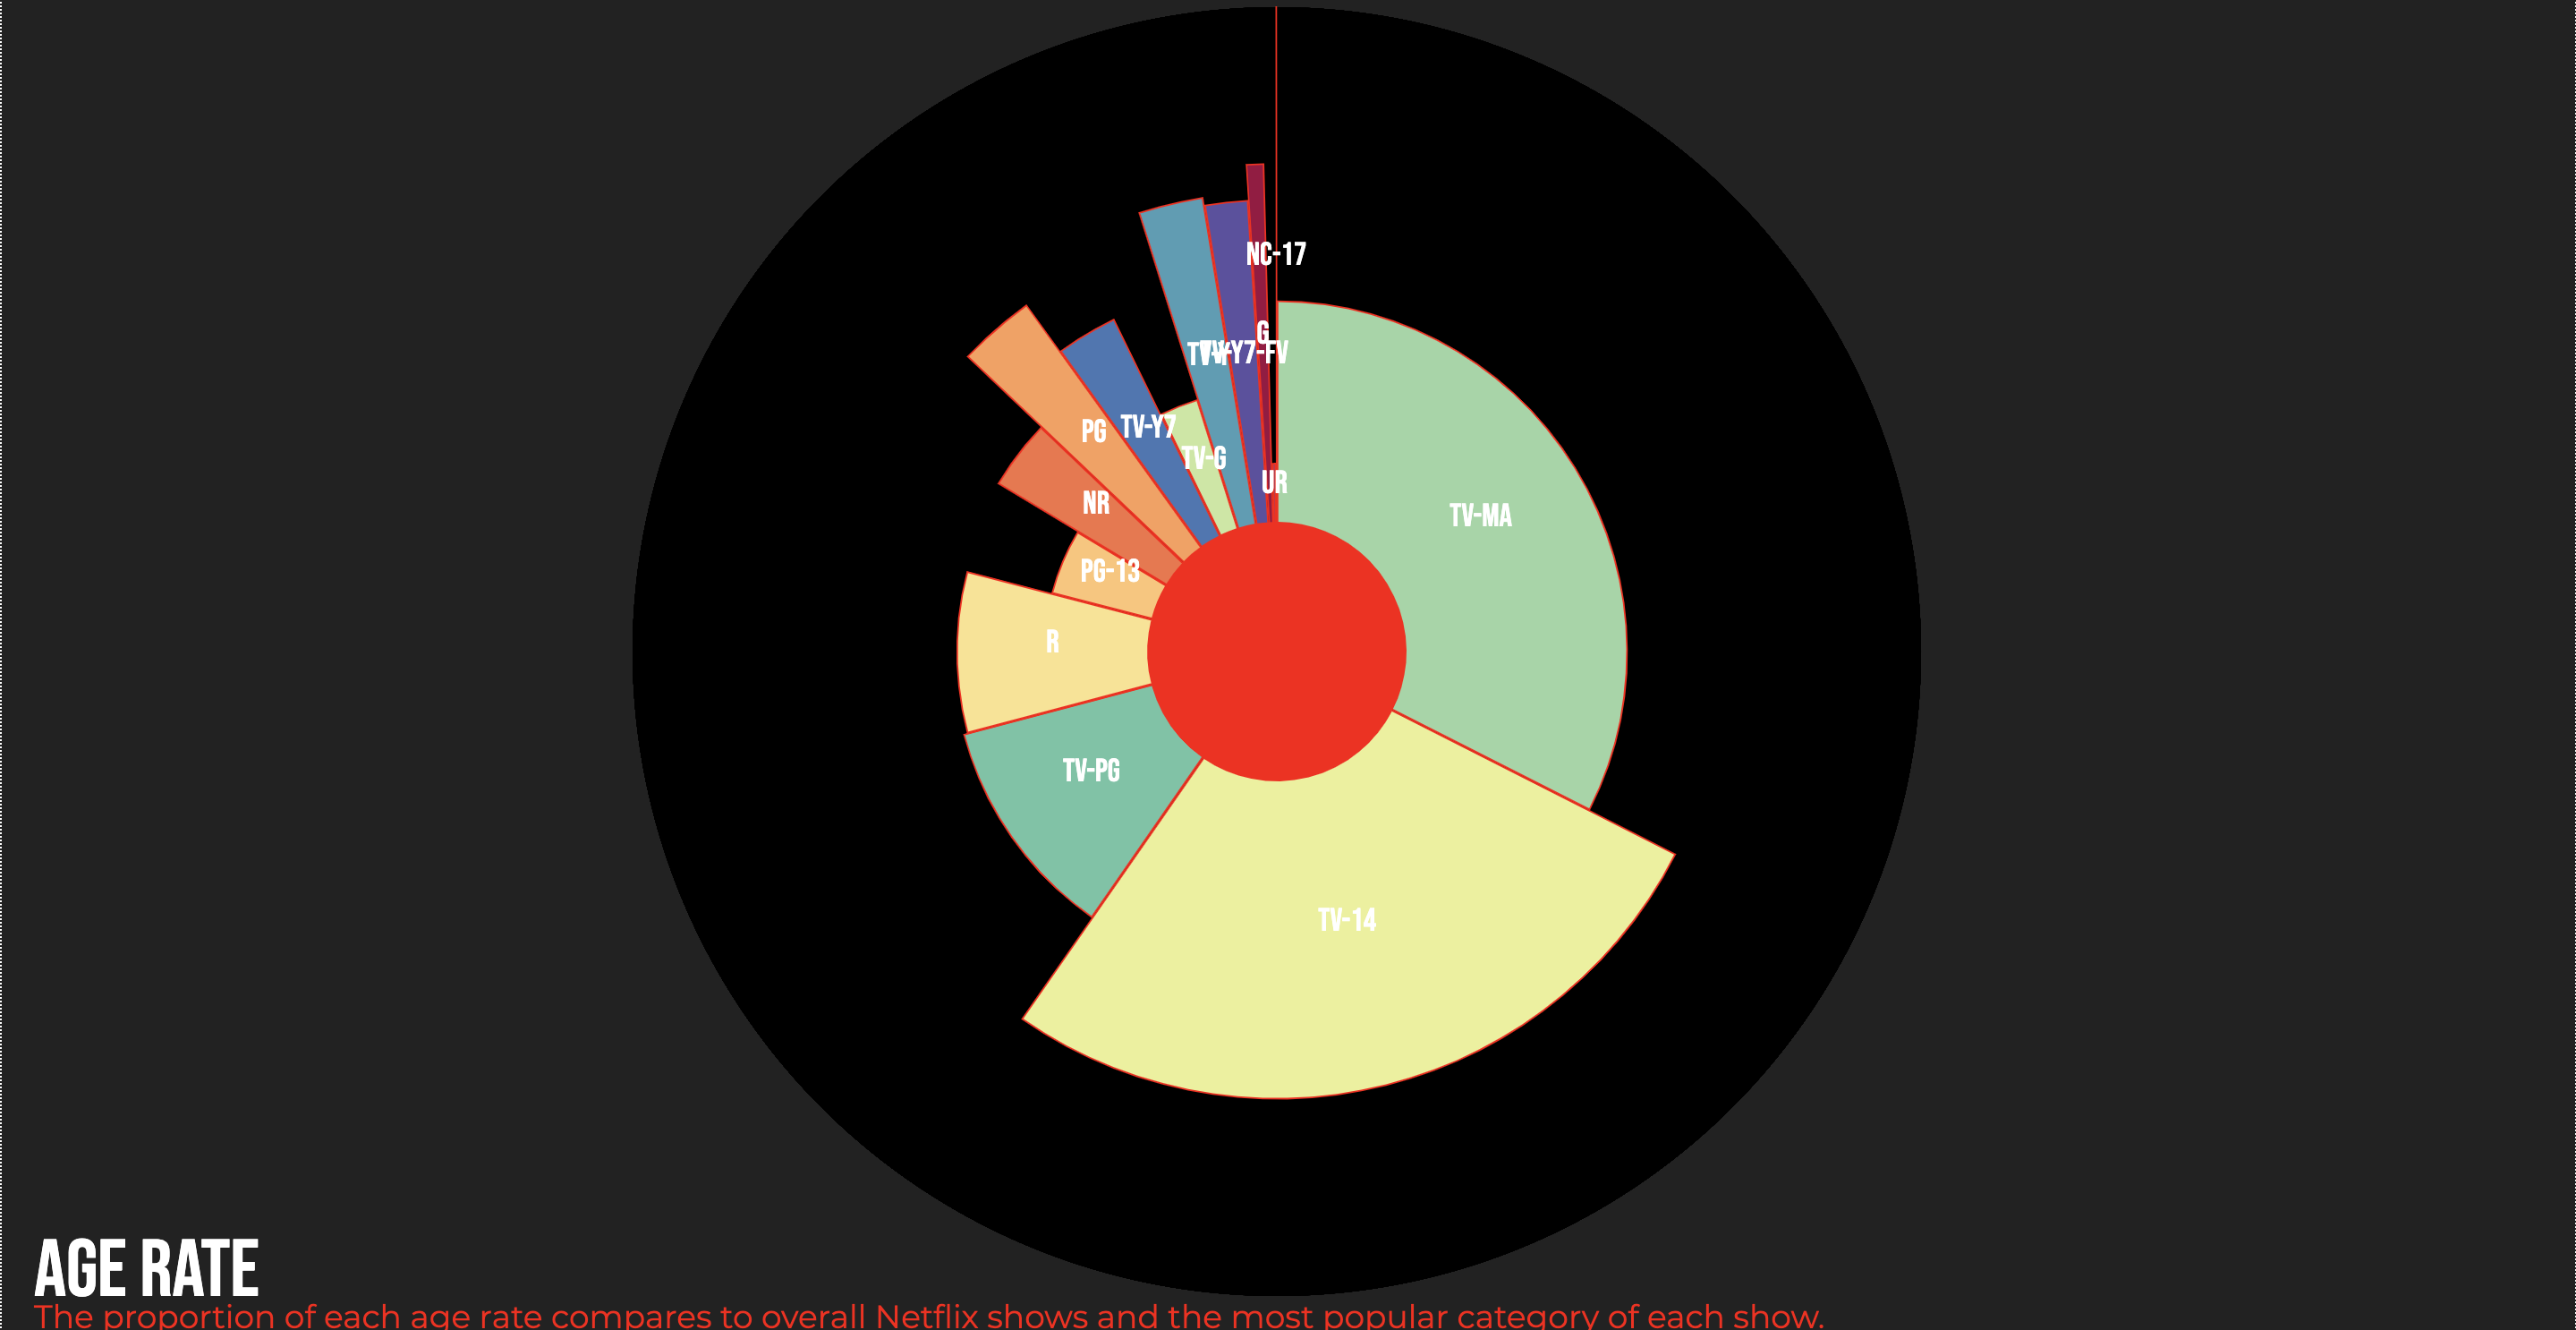 NC-17
G
TV-Y7-FV
PG
TV-Y7
TV-G
UR
NR
TV-MA
PG-13
R
TV-PG
TV-14
AGE RATE
The proportion of each age rate compares to overall Netflix shows and the most popular category of each show.